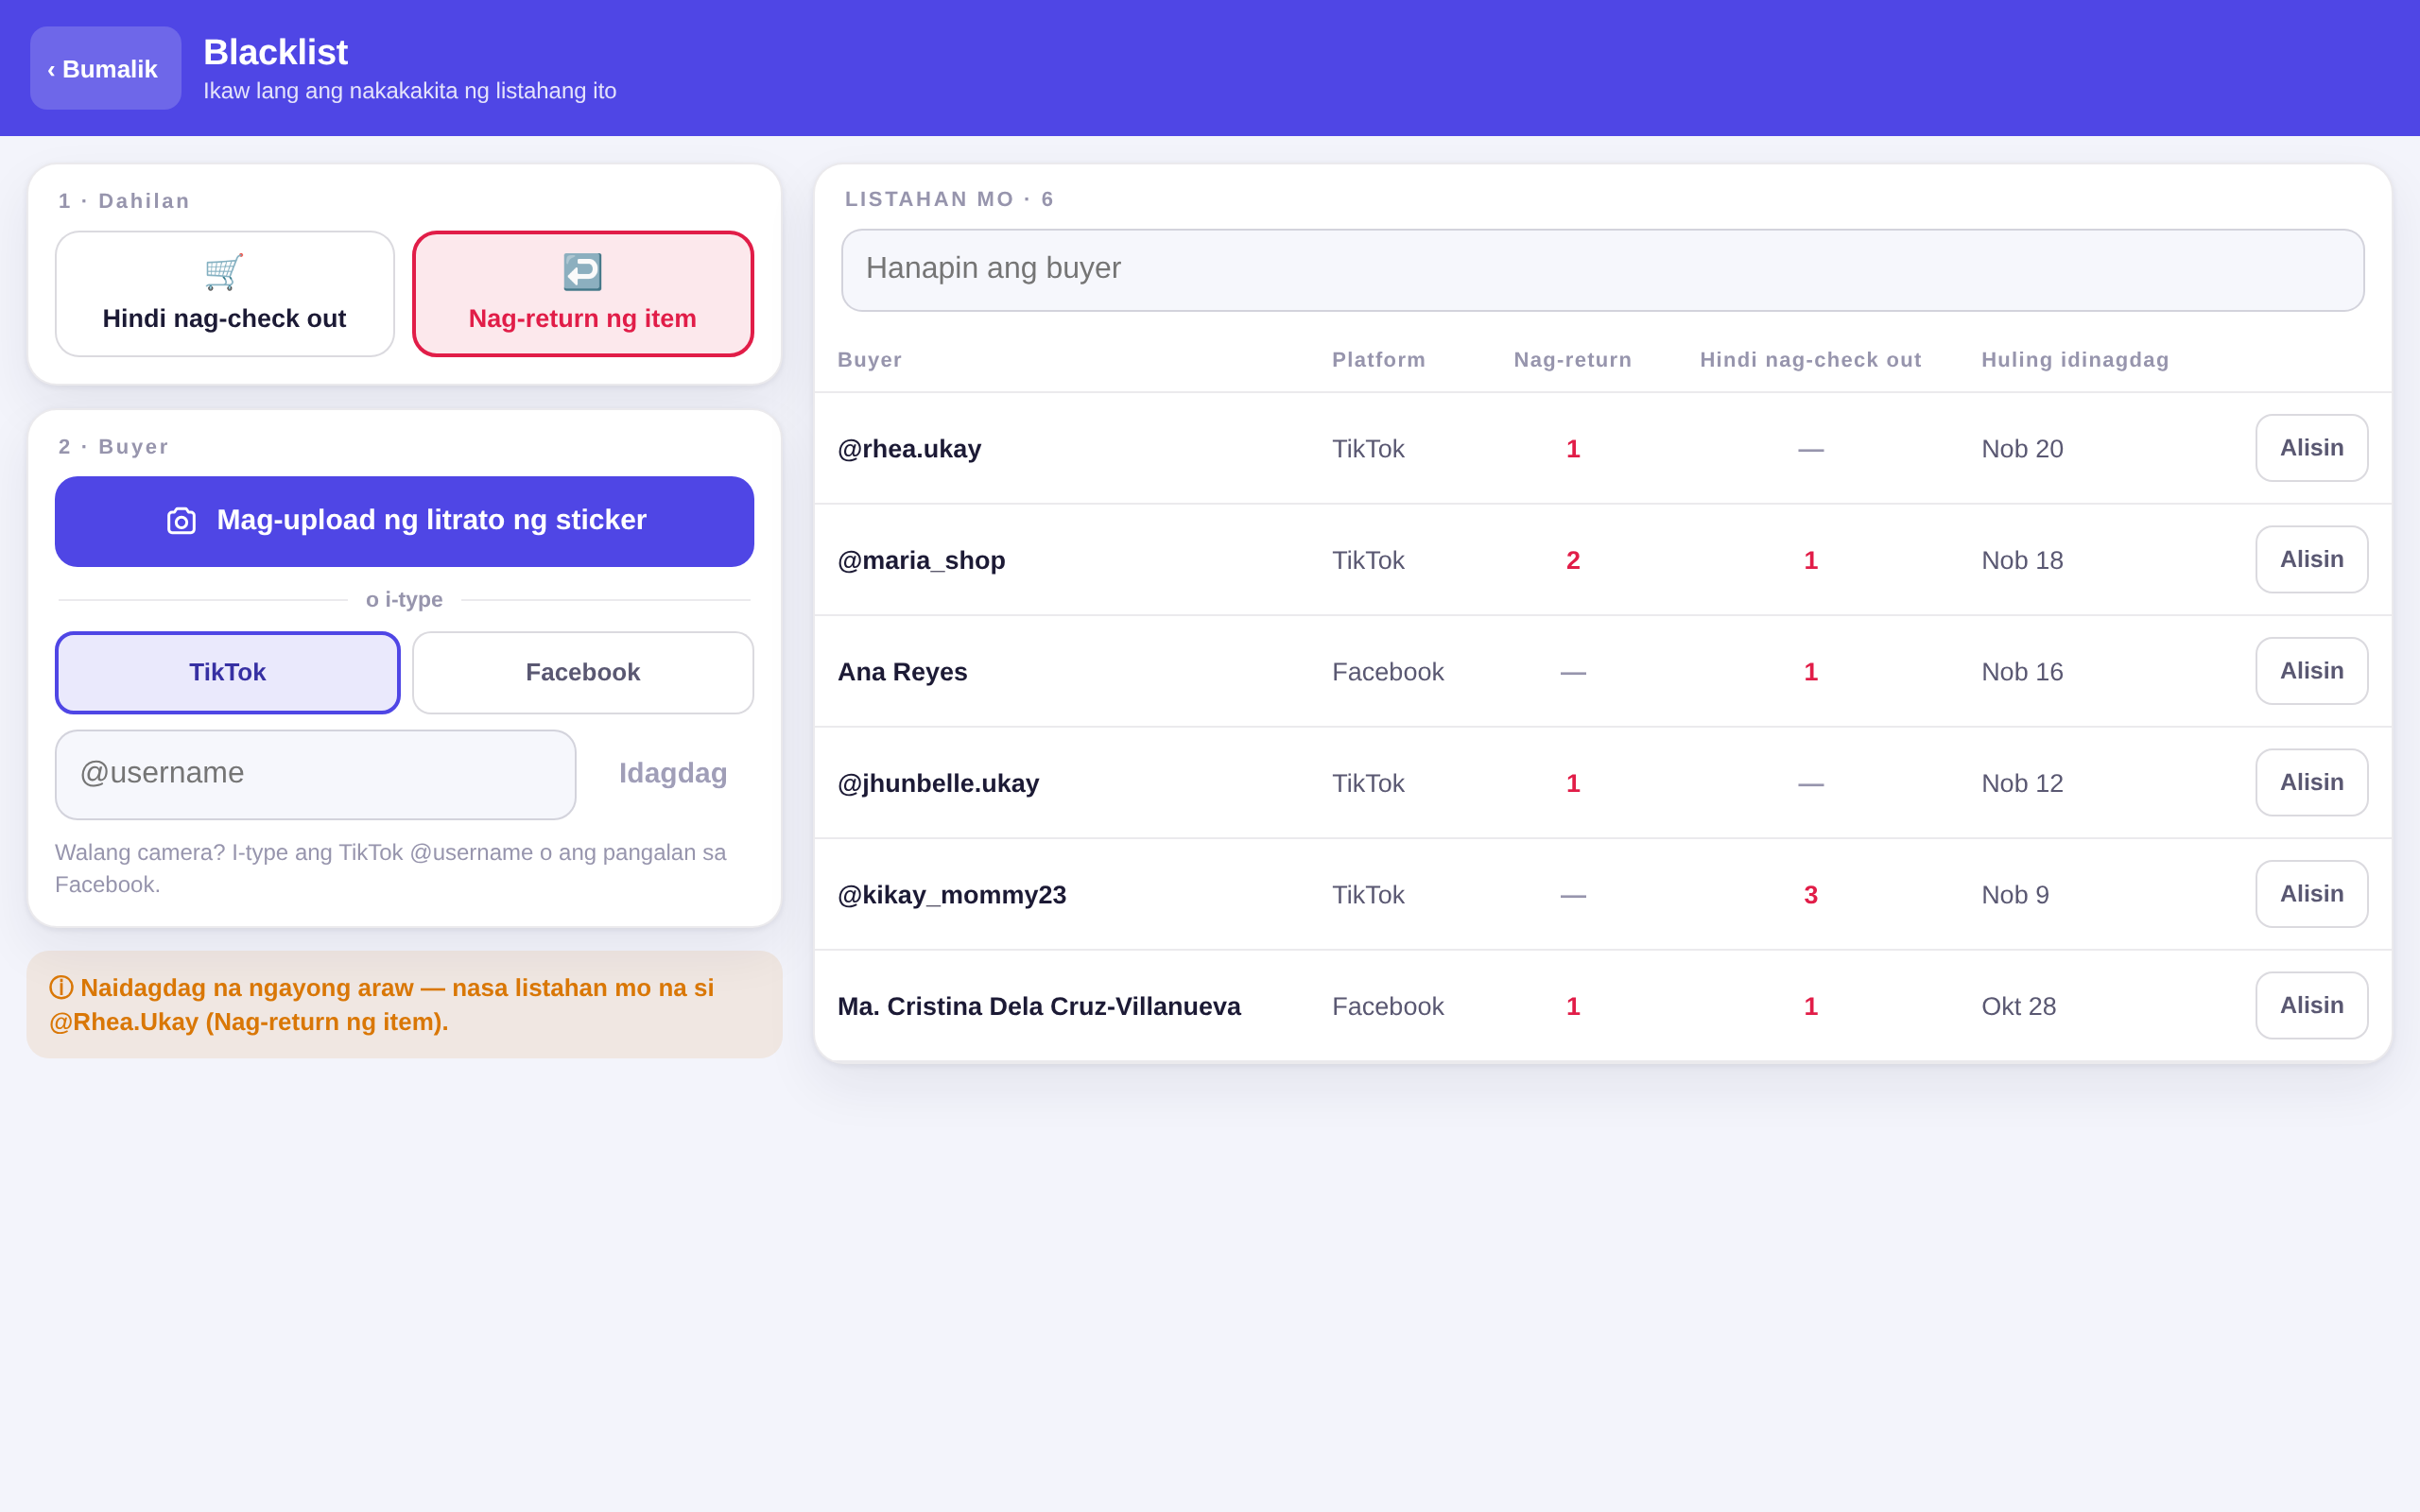 ‹ Bumalik
Blacklist
Ikaw lang ang nakakakita ng listahang ito
1 · Dahilan
Hindi nag-check out
Nag-return ng item
2 · Buyer
Mag-upload ng litrato ng sticker
o i-type
TikTok
Facebook
@username
Idagdag
Walang camera? I-type ang TikTok @username o ang pangalan sa
Facebook.
ⓘ Naidagdag na ngayong araw — nasa listahan mo na si
@Rhea.Ukay (Nag-return ng item).
LISTAHAN MO · 6
Hanapin ang buyer
Buyer Platform Nag-return Hindi nag-check out Huling idinagdag
@rhea.ukay TikTok 1 — Nob 20 Alisin
@maria_shop TikTok 2 1 Nob 18 Alisin
Ana Reyes Facebook — 1 Nob 16 Alisin
@jhunbelle.ukay TikTok 1 — Nob 12 Alisin
@kikay_mommy23 TikTok — 3 Nob 9 Alisin
Ma. Cristina Dela Cruz-Villanueva Facebook 1 1 Okt 28 Alisin